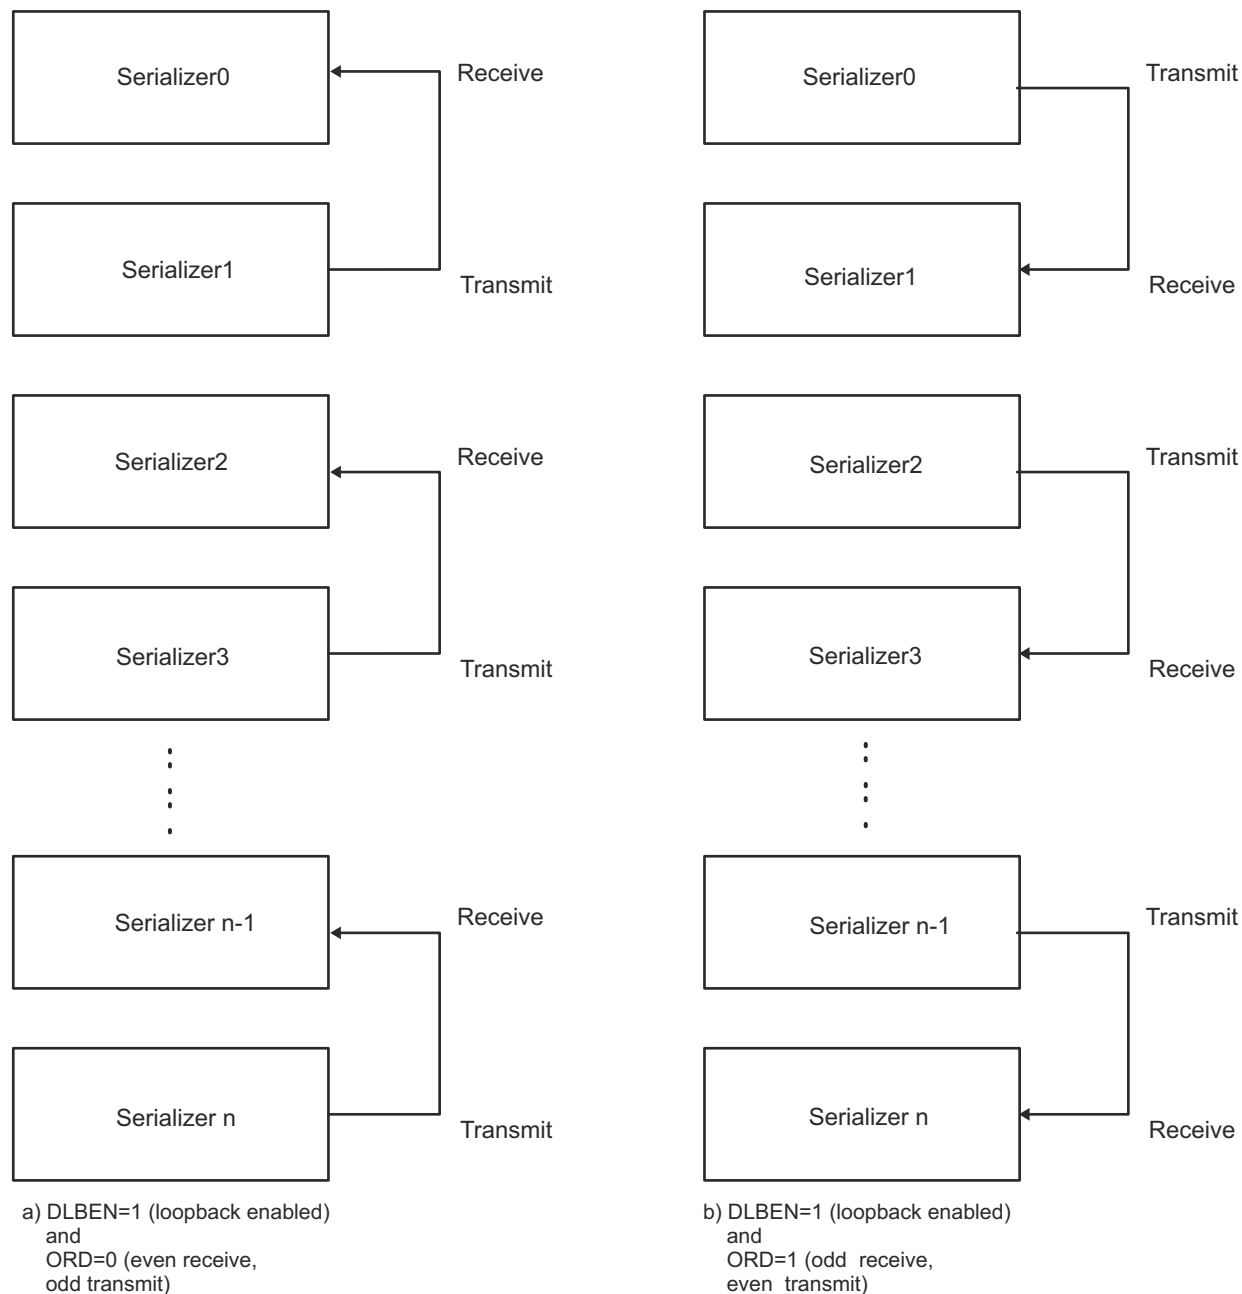 Serializer0
Receive
Serializer1
Transmit
Serializer2
Receive
Serializer3
Transmit
Serializer n-1
Receive
Serializer n
Transmit
a) DLBEN=1 (loopback enabled)
and
ORD=0 (even receive,
odd transmit)
Serializer0
Transmit
Serializer1
Receive
Serializer2
Transmit
Serializer3
Receive
Serializer n-1
Transmit
Serializer n
Receive
b) DLBEN=1 (loopback enabled)
and
ORD=1 (odd receive,
even transmit)